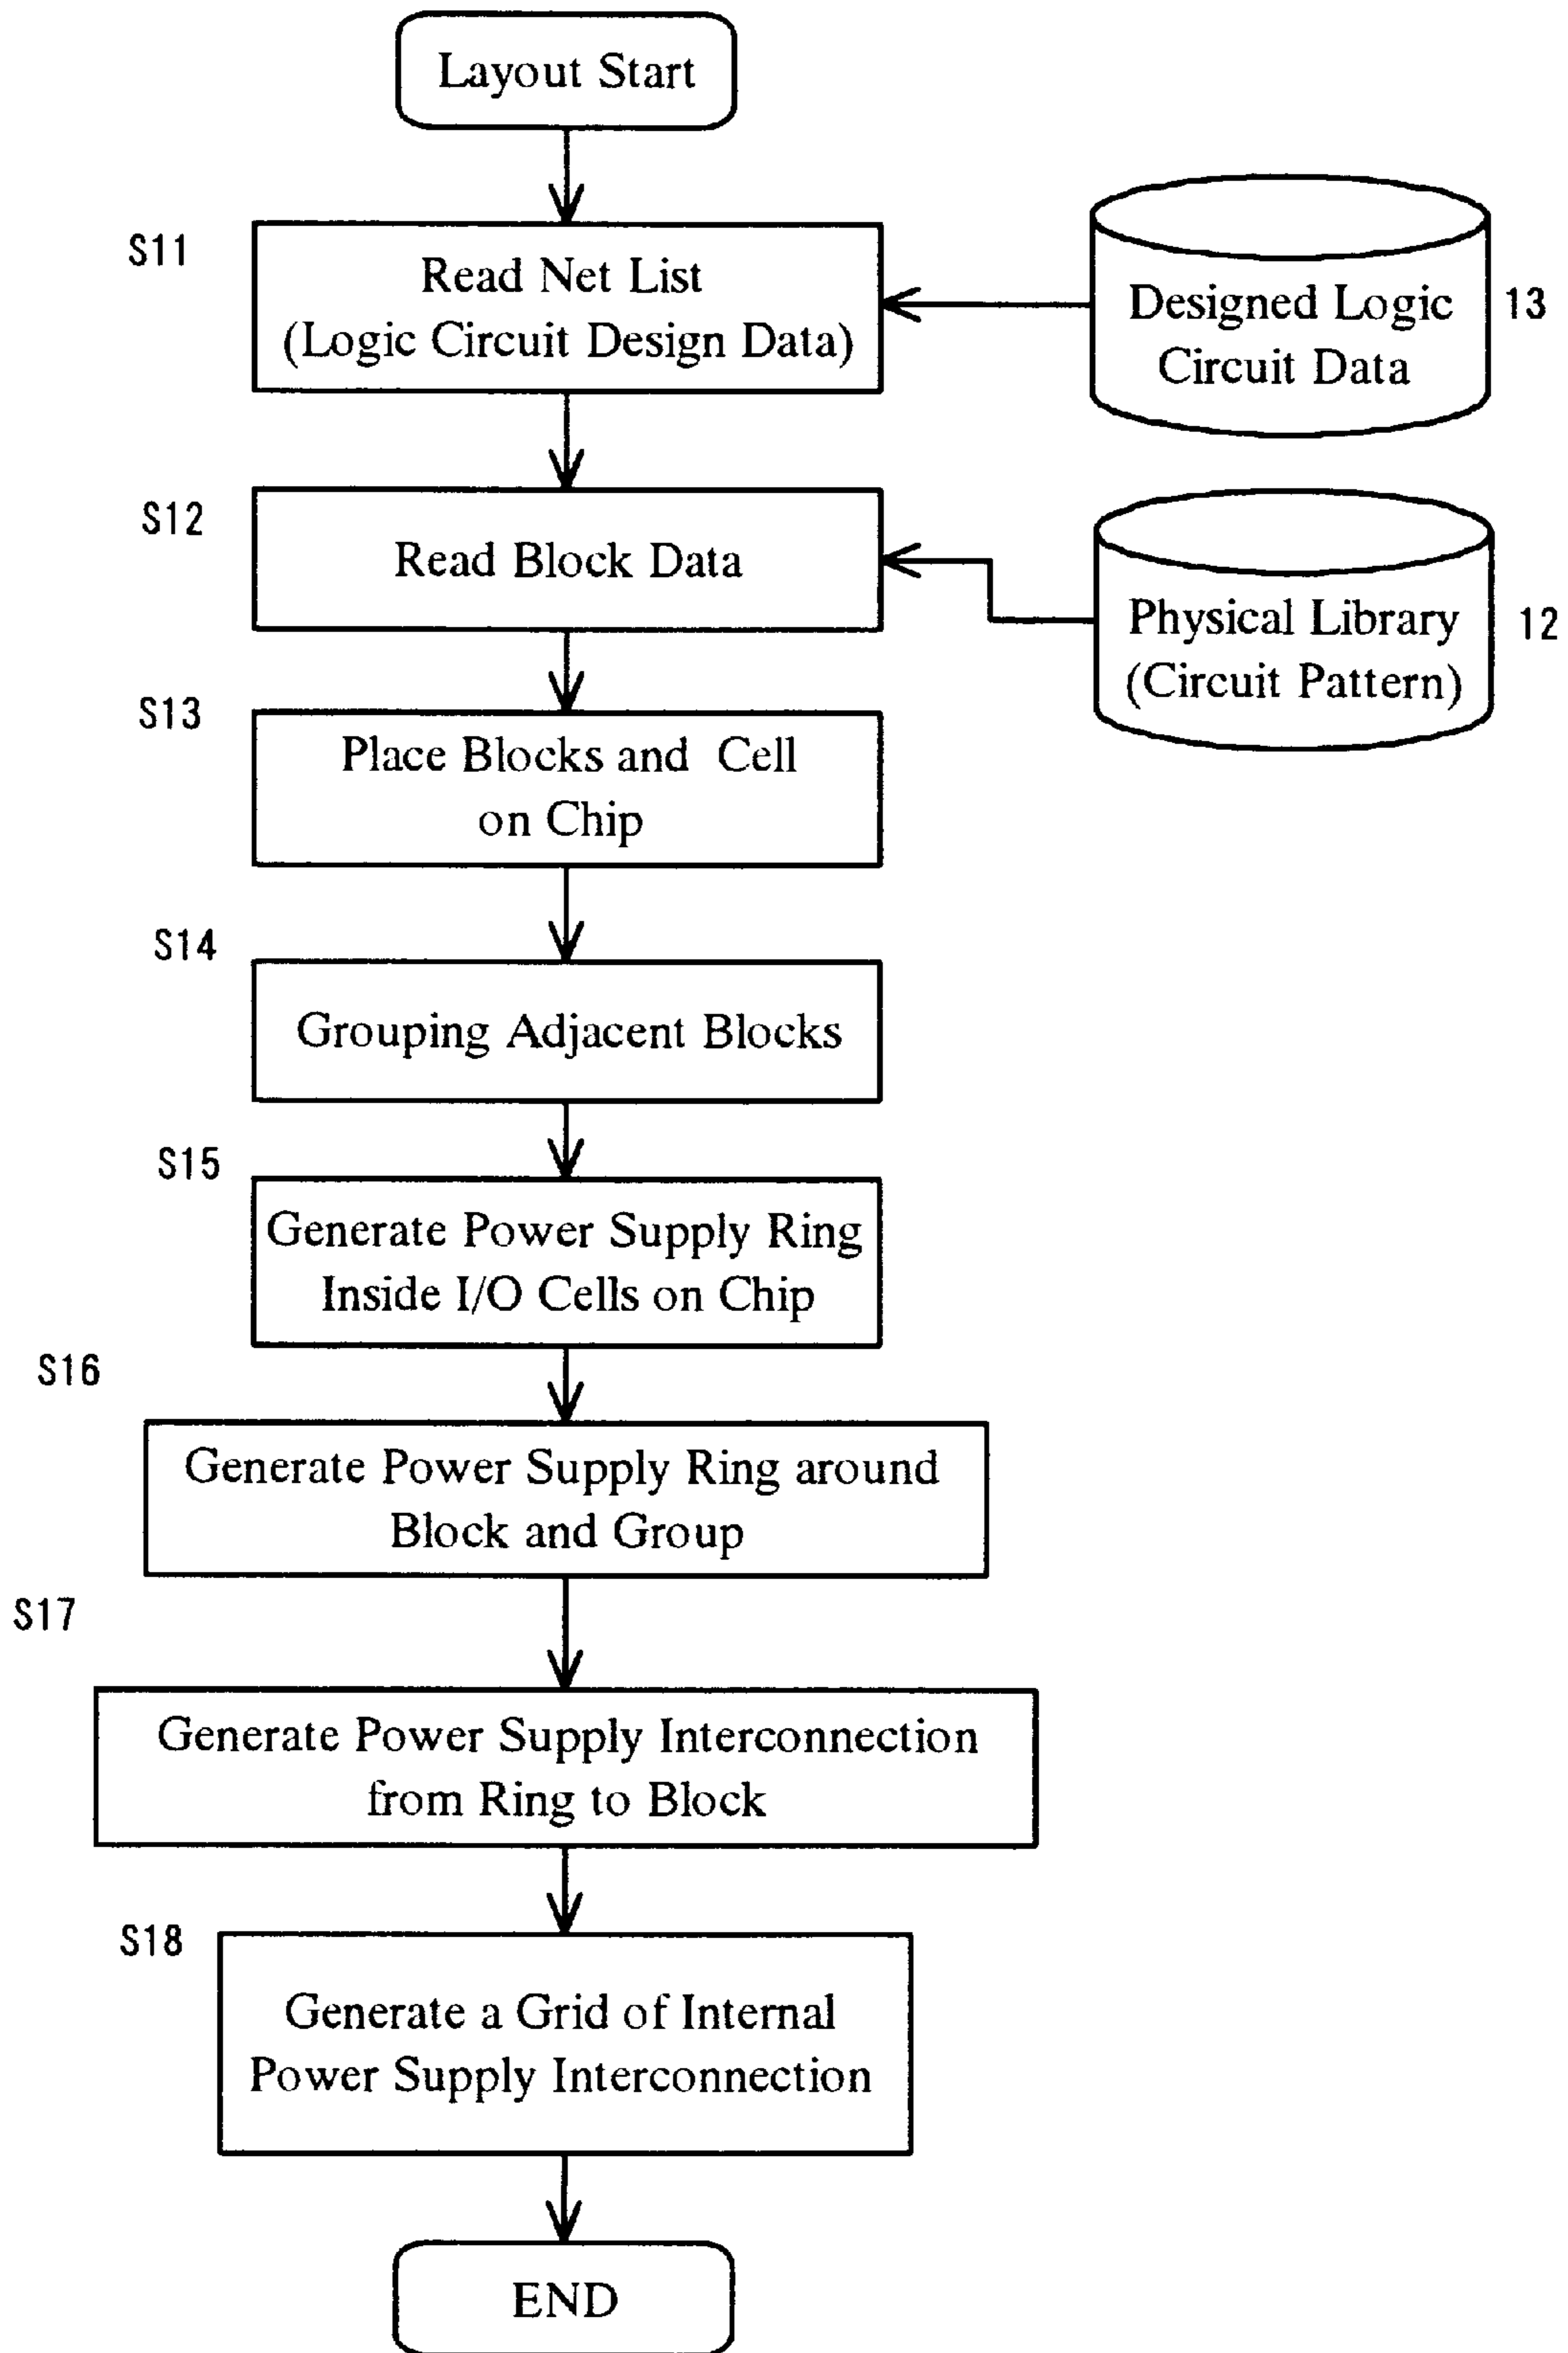 Layout Start
S11
Read Net List
(Logic Circuit Design Data)
Designed Logic
Circuit Data
13
S12
Read Block Data
Physical Library
(Circuit Pattern)
12
S13
Place Blocks and Cell
on Chip
S14
Grouping Adjacent Blocks
S15
Generate Power Supply Ring
Inside I/O Cells on Chip
S16
Generate Power Supply Ring around
Block and Group
S17
Generate Power Supply Interconnection
from Ring to Block
S18
Generate a Grid of Internal
Power Supply Interconnection
END